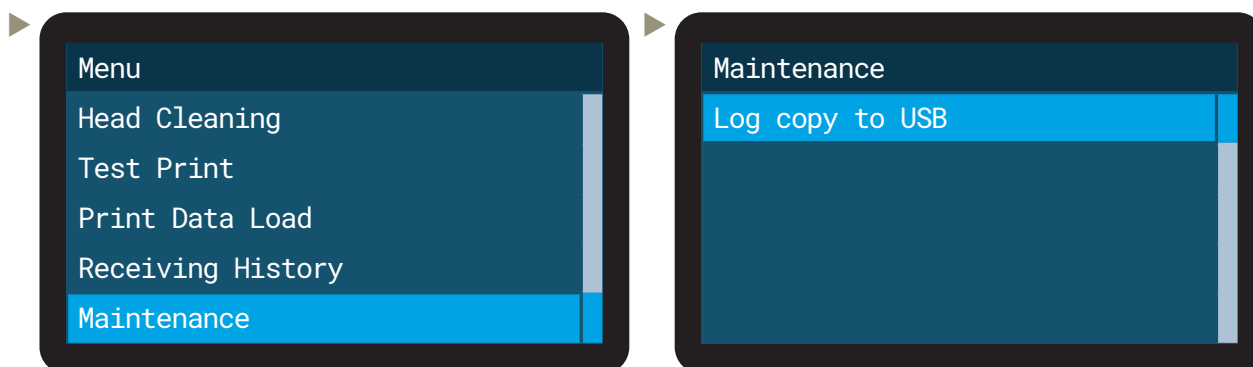 Menu
Head Cleaning
Test Print
Print Data Load
Receiving History
Maintenance
Maintenance
Log copy to USB